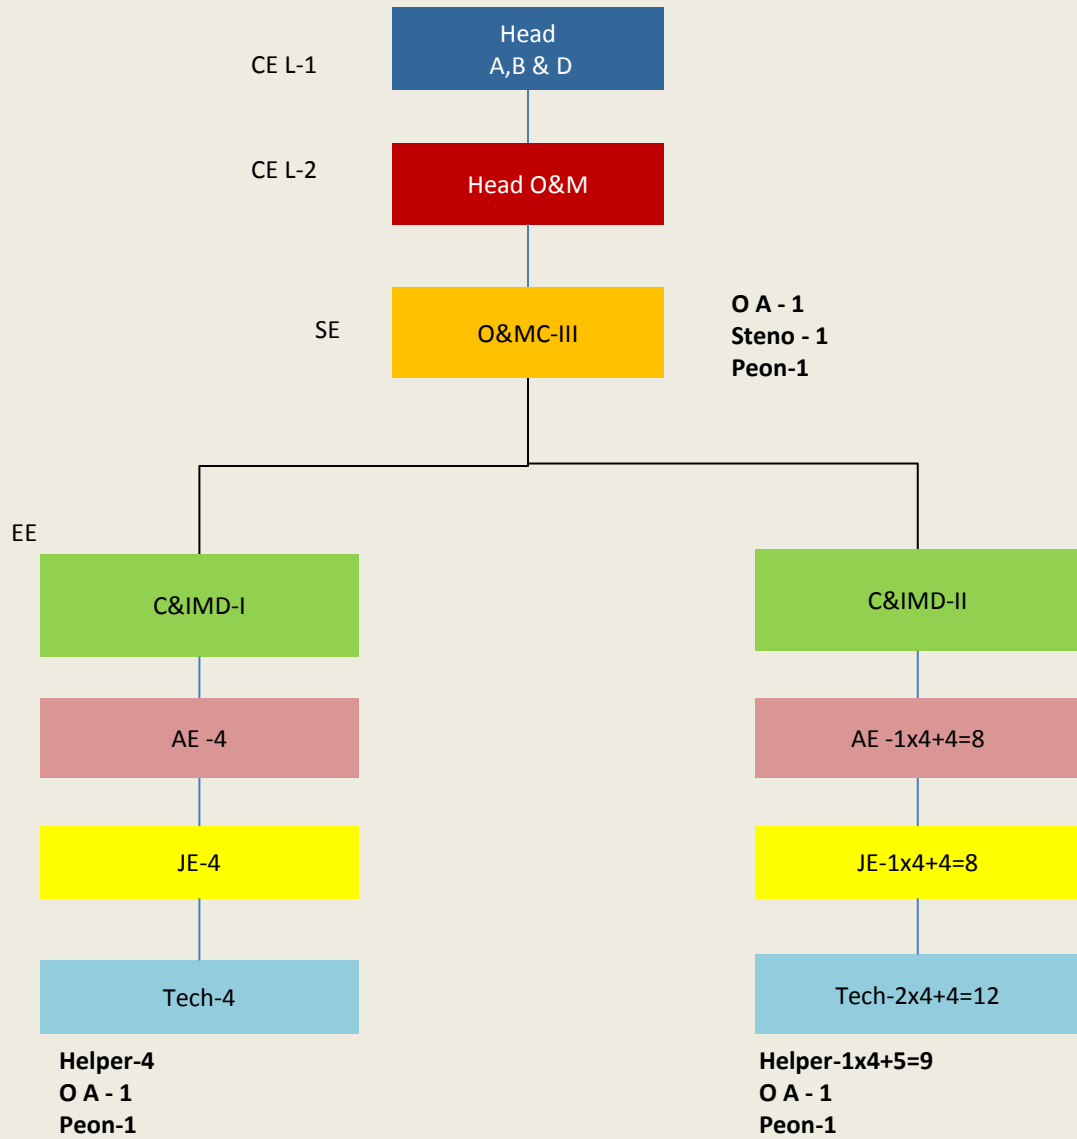 Head
A,B & D
CE L-1
CE L-2
Head O&M
SE
O&MC-III
O A - 1
Steno - 1
Peon-1
EE
C&IMD-I
C&IMD-II
AE -4
AE -1x4+4=8
JE-4
JE-1x4+4=8
Tech-4
Tech-2x4+4=12
Helper-4
O A - 1
Peon-1
Helper-1x4+5=9
O A - 1
Peon-1